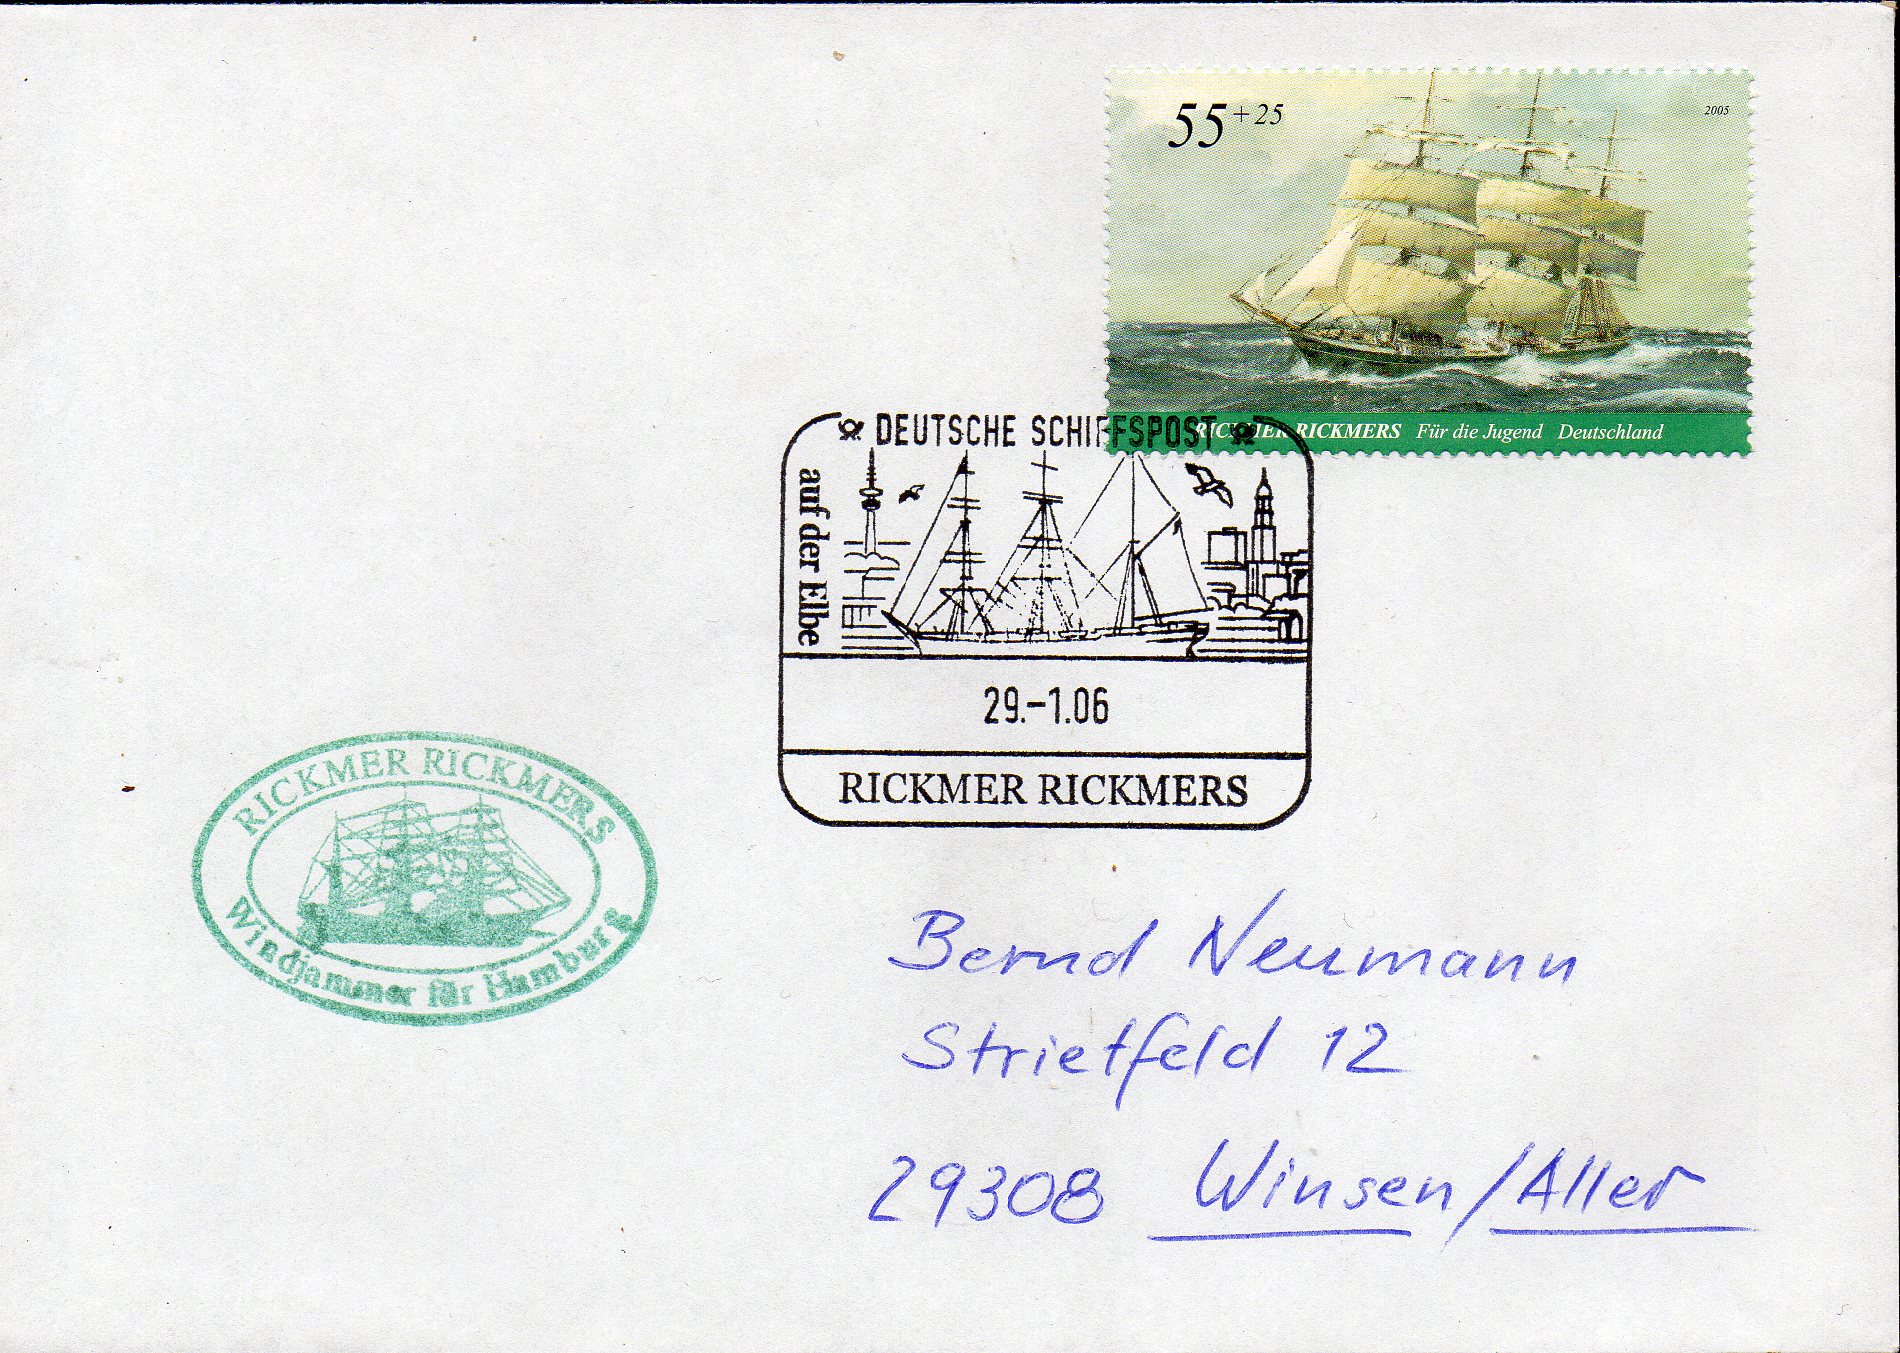 55 +25
2005
RICKMER RICKMERS Für die Jugend Deutschland
DEUTSCHE SCHIFFSPOST
auf der Elbe
29.-1.06
RICKMER RICKMERS
RICKMER RICKMERS
Windjammer für Hamburg
Bernd Neumann
Strietfeld 12
29308 Winsen/Aller